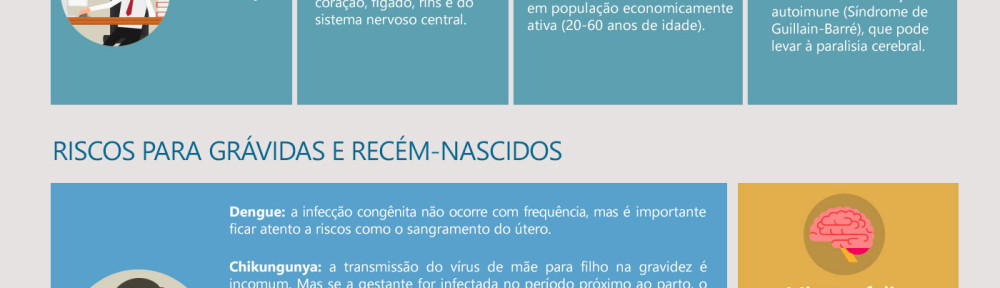 coração, fígado, rins e do
sistema nervoso central.
em população economicamente
ativa (20-60 anos de idade).
autoimune (Síndrome de
Guillain-Barré), que pode
levar à paralisia cerebral.
RISCOS PARA GRÁVIDAS E RECÉM-NASCIDOS
Dengue: a infecção congênita não ocorre com frequência, mas é importante
ficar atento a riscos como o sangramento do útero.
Chikungunya: a transmissão do vírus de mãe para filho na gravidez é
incomum. Mas se a gestante for infectada no período próximo ao parto, o